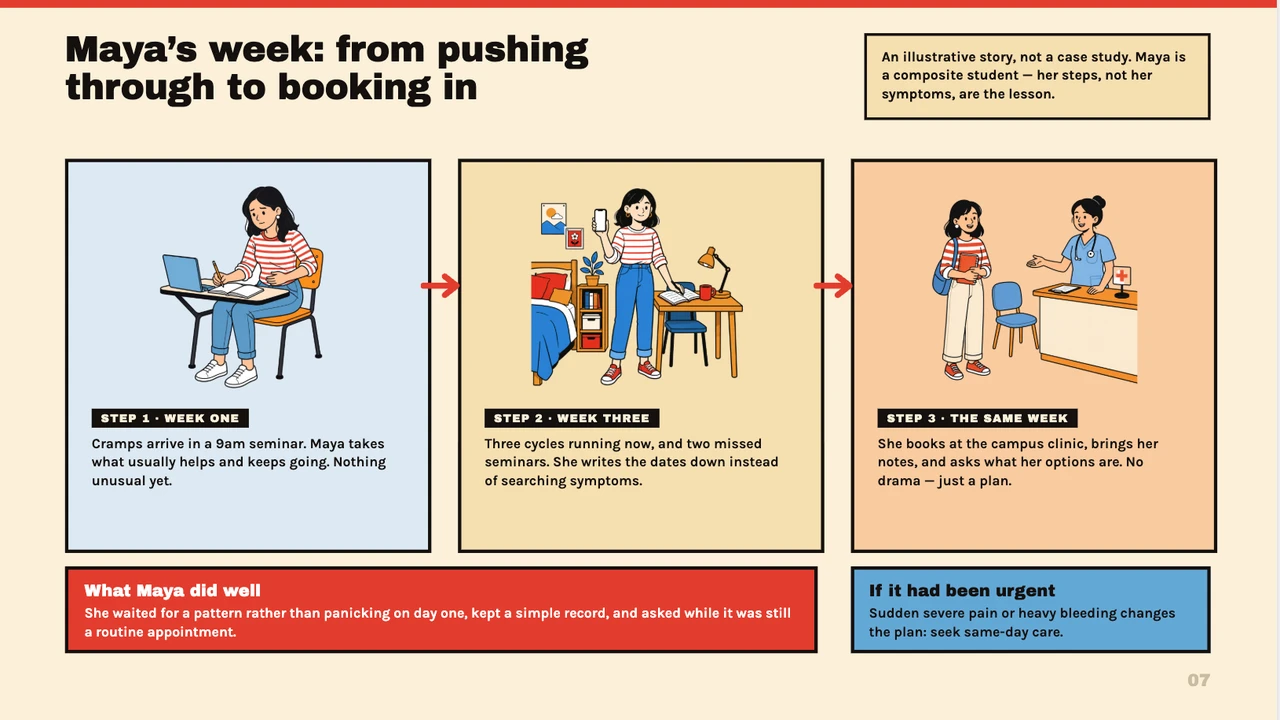 Maya’s week: from pushing
through to booking in
An illustrative story, not a case study. Maya is
a composite student — her steps, not her
symptoms, are the lesson.
STEP 1 · WEEK ONE
Cramps arrive in a 9am seminar. Maya takes
what usually helps and keeps going. Nothing
unusual yet.
STEP 2 · WEEK THREE
Three cycles running now, and two missed
seminars. She writes the dates down instead
of searching symptoms.
STEP 3 · THE SAME WEEK
She books at the campus clinic, brings her
notes, and asks what her options are. No
drama — just a plan.
What Maya did well
She waited for a pattern rather than panicking on day one, kept a simple record, and asked while it was still
a routine appointment.
If it had been urgent
Sudden severe pain or heavy bleeding changes
the plan: seek same-day care.
07